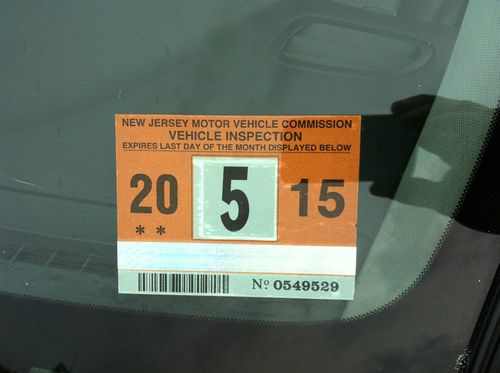 NEW JERSEY MOTOR VEHICLE COMMISSION
VEHICLE INSPECTION
EXPIRES LAST DAY OF THE MONTH DISPLAYED BELOW
20 5 15
* *
Nº 0549529